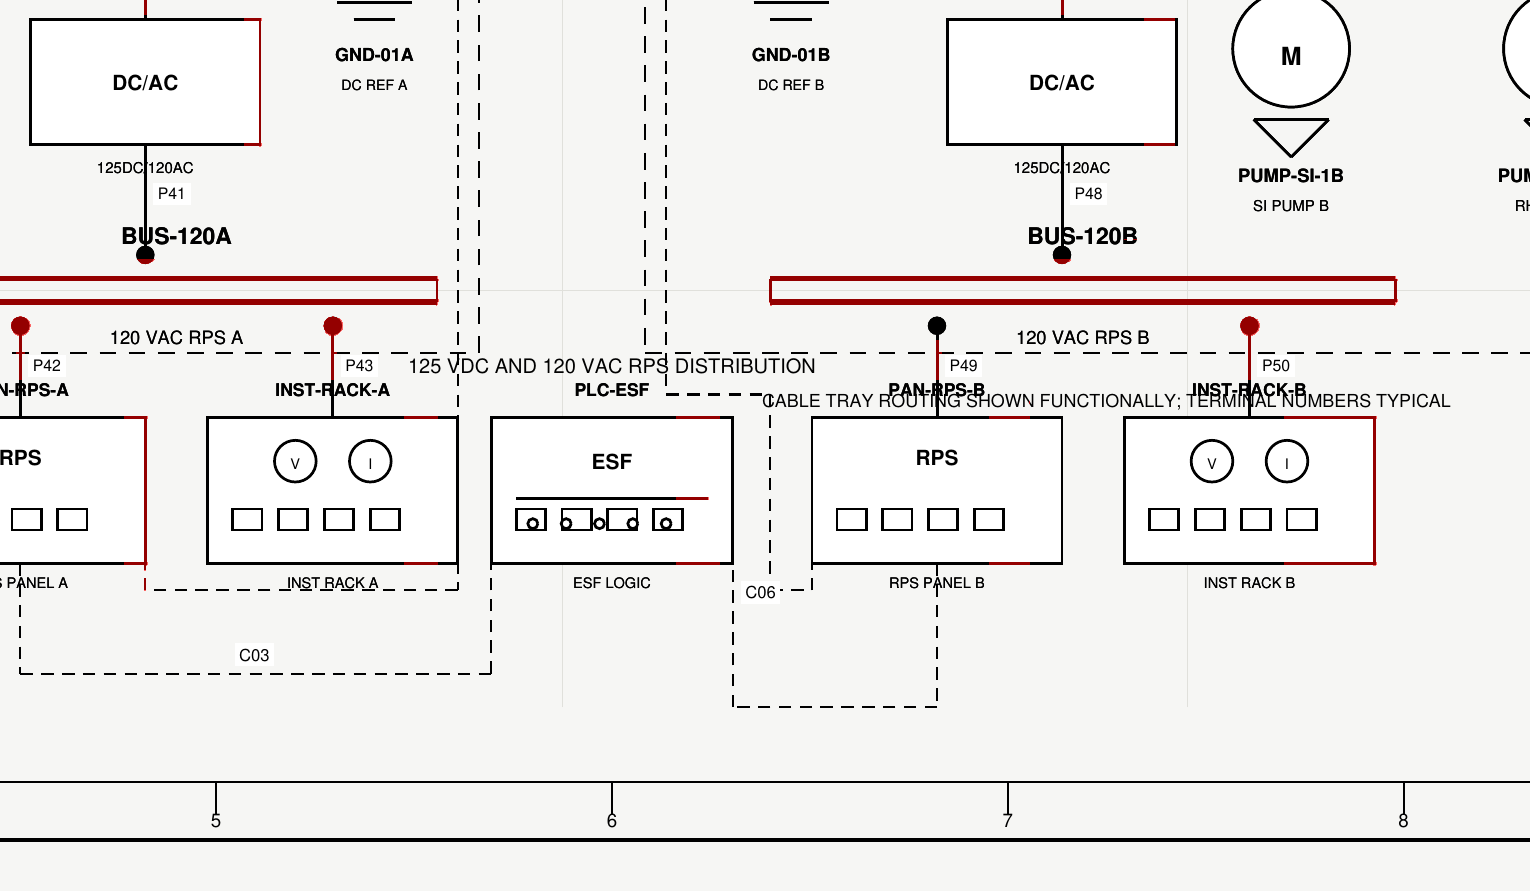 GND-01A
GND-01B
DC/AC
DC REF A
DC REF B
DC/AC
M
125DC/120AC
125DC/120AC
PUMP-SI-1B
P41
P48
SI PUMP B
BUS-120A
BUS-120B
120 VAC RPS A
120 VAC RPS B
P42
P43
125 VDC AND 120 VAC RPS DISTRIBUTION
P49
P50
N-RPS-A
INST-RACK-A
PLC-ESF
PAN-RPS-B
INST-RACK-B
CABLE TRAY ROUTING SHOWN FUNCTIONALLY; TERMINAL NUMBERS TYPICAL
RPS
V
I
ESF
RPS
V
I
S PANEL A
INST RACK A
ESF LOGIC
RPS PANEL B
INST RACK B
C06
C03
5
6
7
8